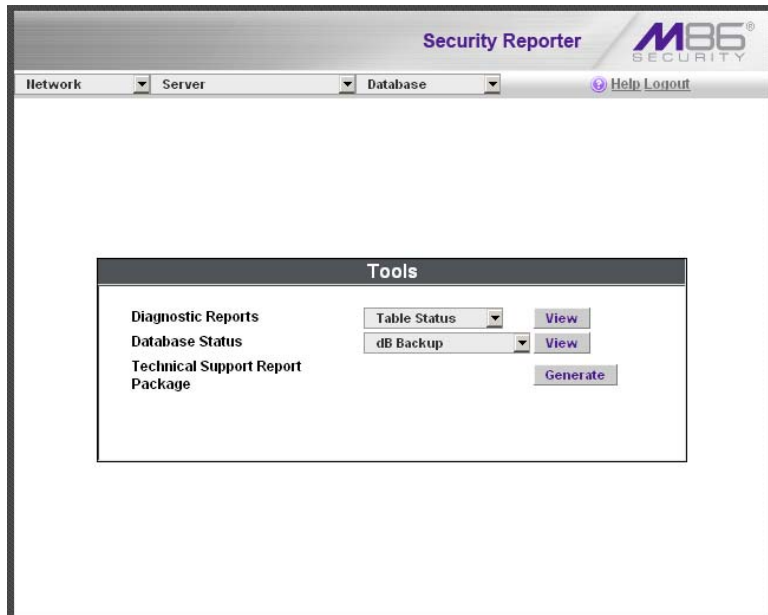 Security Reporter
M86®
SECURITY
Network Server Database Help Logout
Tools
Diagnostic Reports Table Status View
Database Status dB Backup View
Technical Support Report
Package
Generate